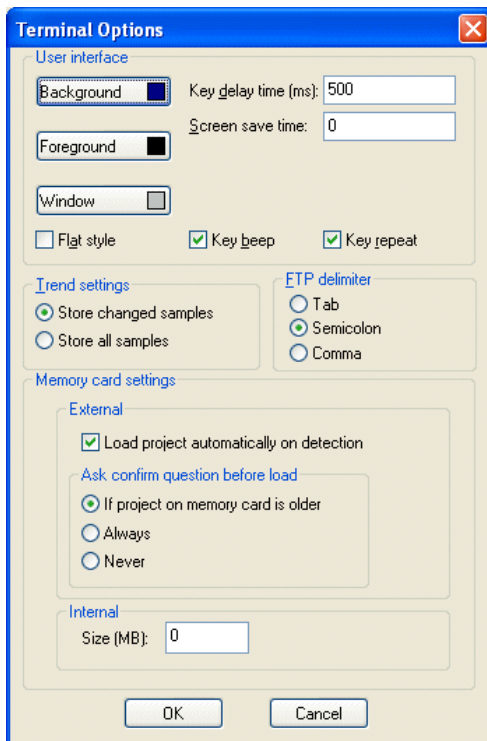 Terminal Options
User interface
Background
Key delay time (ms): 500
Screen save time: 0
Foreground
Window
Flat style
Key beep
Key repeat
Trend settings
Store changed samples
Store all samples
FTP delimiter
Tab
Semicolon
Comma
Memory card settings
External
Load project automatically on detection
Ask confirm question before load
If project on memory card is older
Always
Never
Internal
Size (MB): 0
OK
Cancel